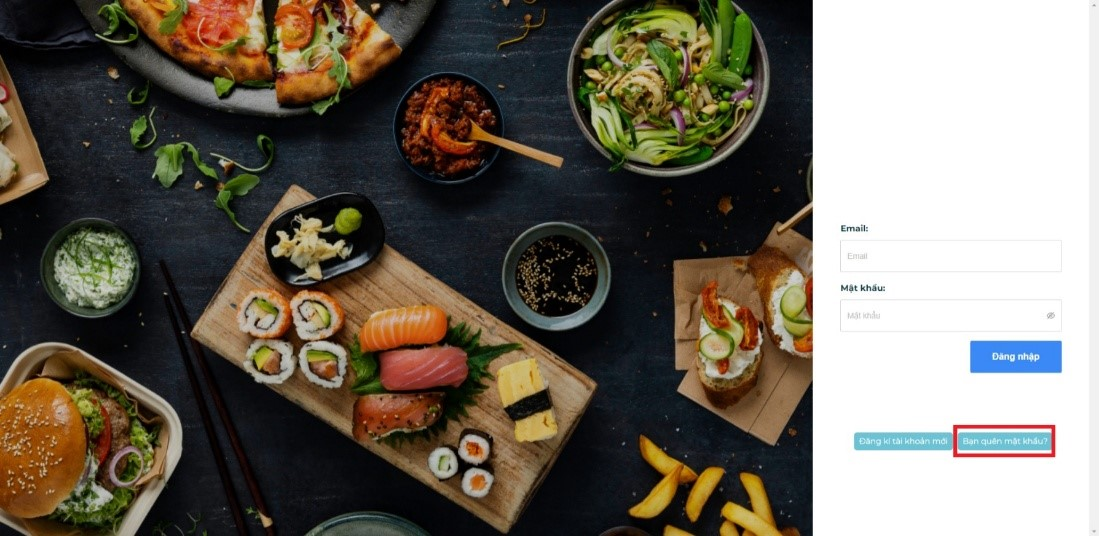 Email:
Email
Mật khẩu:
Mật khẩu
Đăng nhập
Đăng kí tài khoản mới
Bạn quên mật khẩu?